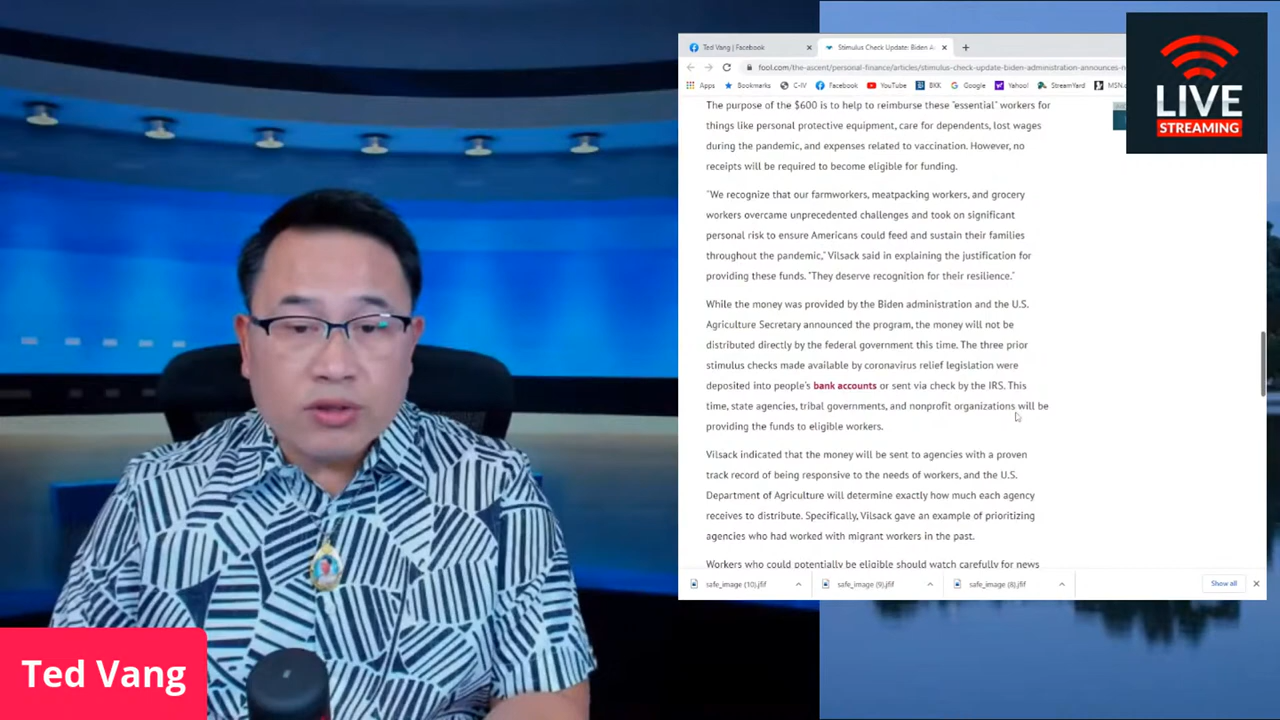 Ted Vang | Facebook
Stimulus Check Update: Biden A
fool.com/the-ascent/personal-finance/articles/stimulus-check-update-biden-administration-announces-n
Apps Bookmarks C-IV Facebook YouTube BKK Google Yahoo! StreamYard MSN.c
LIVE
STREAMING
The purpose of the $600 is to help to reimburse these "essential" workers for
things like personal protective equipment, care for dependents, lost wages
during the pandemic, and expenses related to vaccination. However, no
receipts will be required to become eligible for funding.
"We recognize that our farmworkers, meatpacking workers, and grocery
workers overcame unprecedented challenges and took on significant
personal risk to ensure Americans could feed and sustain their families
throughout the pandemic," Vilsack said in explaining the justification for
providing these funds. "They deserve recognition for their resilience."
While the money was provided by the Biden administration and the U.S.
Agriculture Secretary announced the program, the money will not be
distributed directly by the federal government this time. The three prior
stimulus checks made available by coronavirus relief legislation were
deposited into people's bank accounts or sent via check by the IRS. This
time, state agencies, tribal governments, and nonprofit organizations will be
providing the funds to eligible workers.
Vilsack indicated that the money will be sent to agencies with a proven
track record of being responsive to the needs of workers, and the U.S.
Department of Agriculture will determine exactly how much each agency
receives to distribute. Specifically, Vilsack gave an example of prioritizing
agencies who had worked with migrant workers in the past.
Workers who could potentially be eligible should watch carefully for news
safe_image (10).jfif
safe_image (9).jfif
safe_image (8).jfif
Show all
Ted Vang